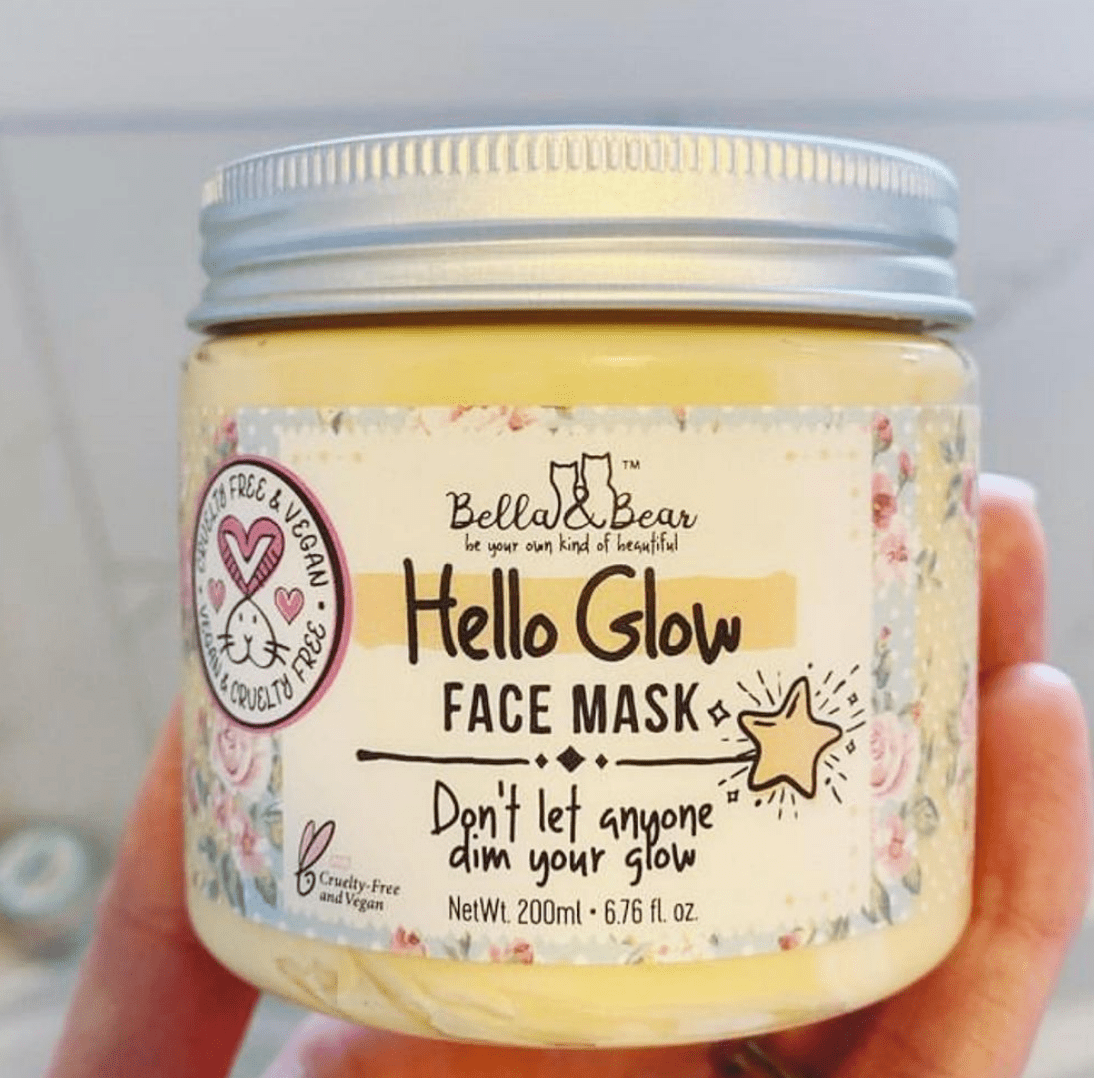 Bella & Bear ™
be your own kind of beautiful
Hello Glow
FACE MASK
Don't let anyone
dim your glow
NetWt. 200ml • 6.76 fl. oz.
CRUELTY FREE & VEGAN •
VEGAN & CRUELTY FREE •
Cruelty-Free
and Vegan